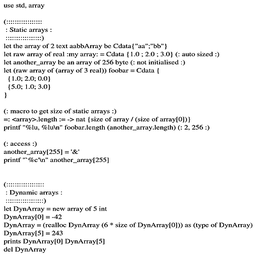 use std, array
(:::::::::::::::::::
: Static arrays :
:::::::::::::::::::)
let the array of 2 text aabbArray be Cdata{"aa";"bb"}
let raw array of real :my array: = Cdata {1.0 ; 2.0 ; 3.0} (: auto sized :)
let another_array be an array of 256 byte (: not initialised :)
let (raw array of (array of 3 real)) foobar = Cdata {
{1.0; 2.0; 0.0}
{5.0; 1.0; 3.0}
}
(: macro to get size of static arrays :)
=: <array>.length := -> nat {size of array / (size of array[0])}
printf "%lu, %lu\n" foobar.length (another_array.length) (: 2, 256 :)
(: access :)
another_array[255] = '&'
printf "`%c'\n" another_array[255]
(:::::::::::::::::::
: Dynamic arrays :
:::::::::::::::::::)
let DynArray = new array of 5 int
DynArray[0] = -42
DynArray = (realloc DynArray (6 * size of DynArray[0])) as (type of DynArray)
DynArray[5] = 243
prints DynArray[0] DynArray[5]
del DynArray